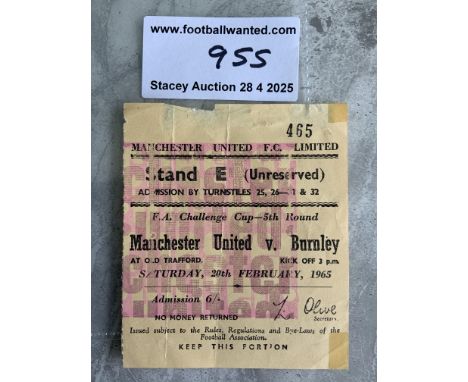 www.footballwanted.com
955
Stacey Auction 28 4 2025
465
MANCHESTER UNITED F.C. LIMITED
Stand E (Unreserved)
ADMISSION BY TURNSTILES 25, 26 1 & 32
F.A. Challenge Cup—5th Round
Manchester United v. Burnley
AT OLD TRAFFORD. KICK OFF 3 p.m.
SATURDAY, 20th FEBRUARY, 1965
Admission 6/-
NO MONEY RETURNED L Olive
Secretary.
Issued subject to the Rules, Regulations and Bye-Laws of the
Football Association.
KEEP THIS PORTION